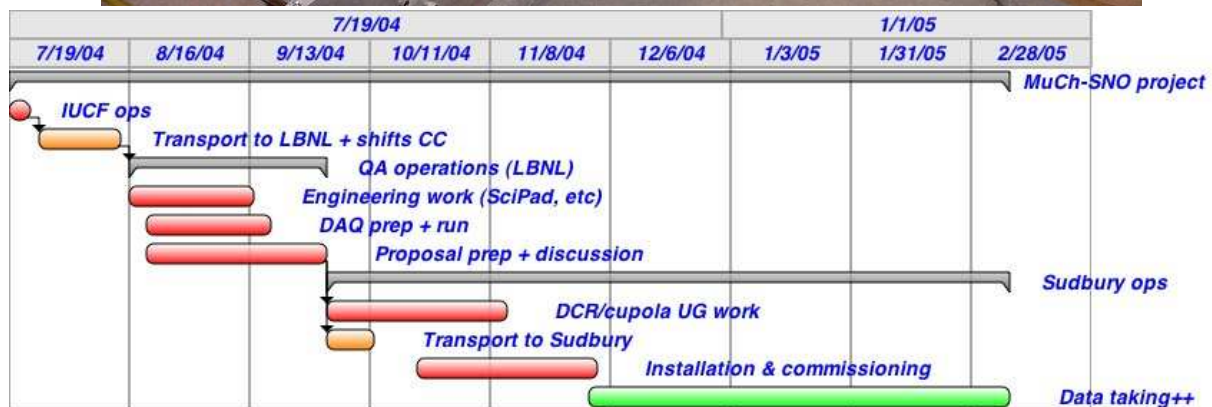 7/19/04 1/1/05
7/19/04 8/16/04 9/13/04 10/11/04 11/8/04 12/6/04 1/3/05 1/31/05 2/28/05
MuCh-SNO project
IUCF ops
Transport to LBNL + shifts CC
QA operations (LBNL)
Engineering work (SciPad, etc)
DAQ prep + run
Proposal prep + discussion
Sudbury ops
DCR/cupola UG work
Transport to Sudbury
Installation & commissioning
Data taking++